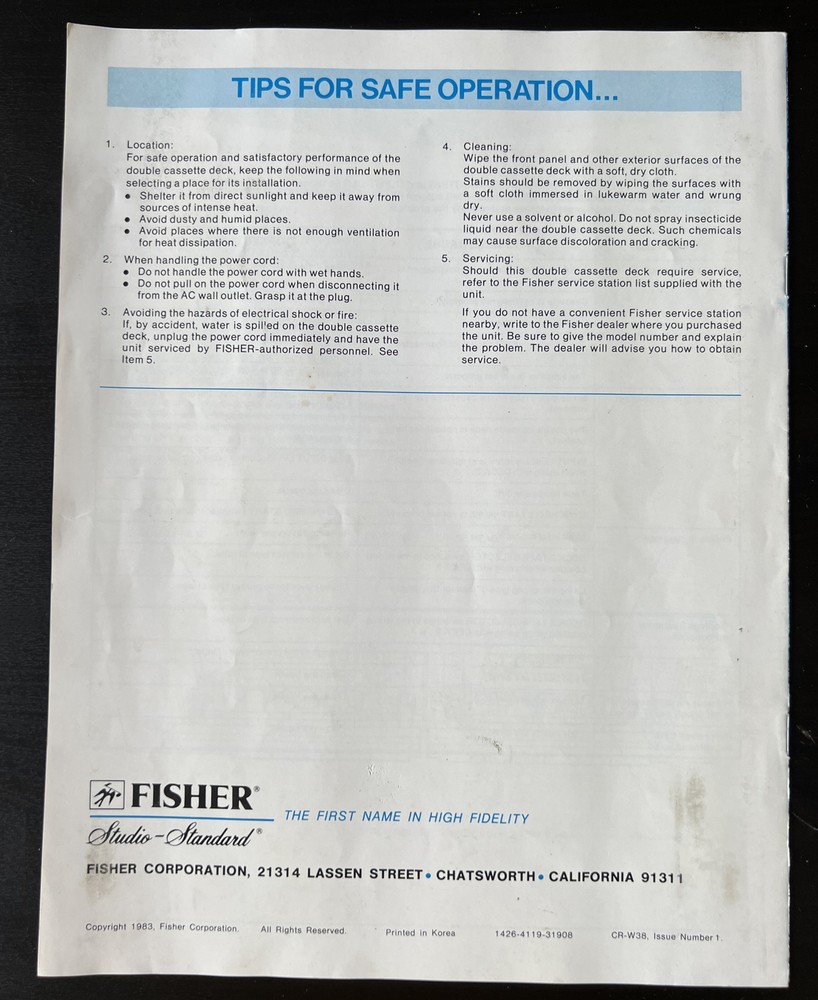 TIPS FOR SAFE OPERATION...
1. Location:
For safe operation and satisfactory performance of the
double cassette deck, keep the following in mind when
selecting a place for its installation.
• Shelter it from direct sunlight and keep it away from
sources of intense heat.
• Avoid dusty and humid places.
• Avoid places where there is not enough ventilation
for heat dissipation.
2. When handling the power cord:
• Do not handle the power cord with wet hands.
• Do not pull on the power cord when disconnecting it
from the AC wall outlet. Grasp it at the plug.
3. Avoiding the hazards of electrical shock or fire:
If, by accident, water is spilled on the double cassette
deck, unplug the power cord immediately and have the
unit serviced by FISHER-authorized personnel. See
Item 5.
4. Cleaning:
Wipe the front panel and other exterior surfaces of the
double cassette deck with a soft, dry cloth.
Stains should be removed by wiping the surfaces with
a soft cloth immersed in lukewarm water and wrung
dry.
Never use a solvent or alcohol. Do not spray insecticide
liquid near the double cassette deck. Such chemicals
may cause surface discoloration and cracking.
5. Servicing:
Should this double cassette deck require service,
refer to the Fisher service station list supplied with the
unit.
If you do not have a convenient Fisher service station
nearby, write to the Fisher dealer where you purchased
the unit. Be sure to give the model number and explain
the problem. The dealer will advise you how to obtain
service.
FISHER®
THE FIRST NAME IN HIGH FIDELITY
Studio-Standard®
FISHER CORPORATION, 21314 LASSEN STREET • CHATSWORTH • CALIFORNIA 91311
Copyright 1983, Fisher Corporation. All Rights Reserved. Printed in Korea 1426-4119-31908 CR-W38, Issue Number 1.